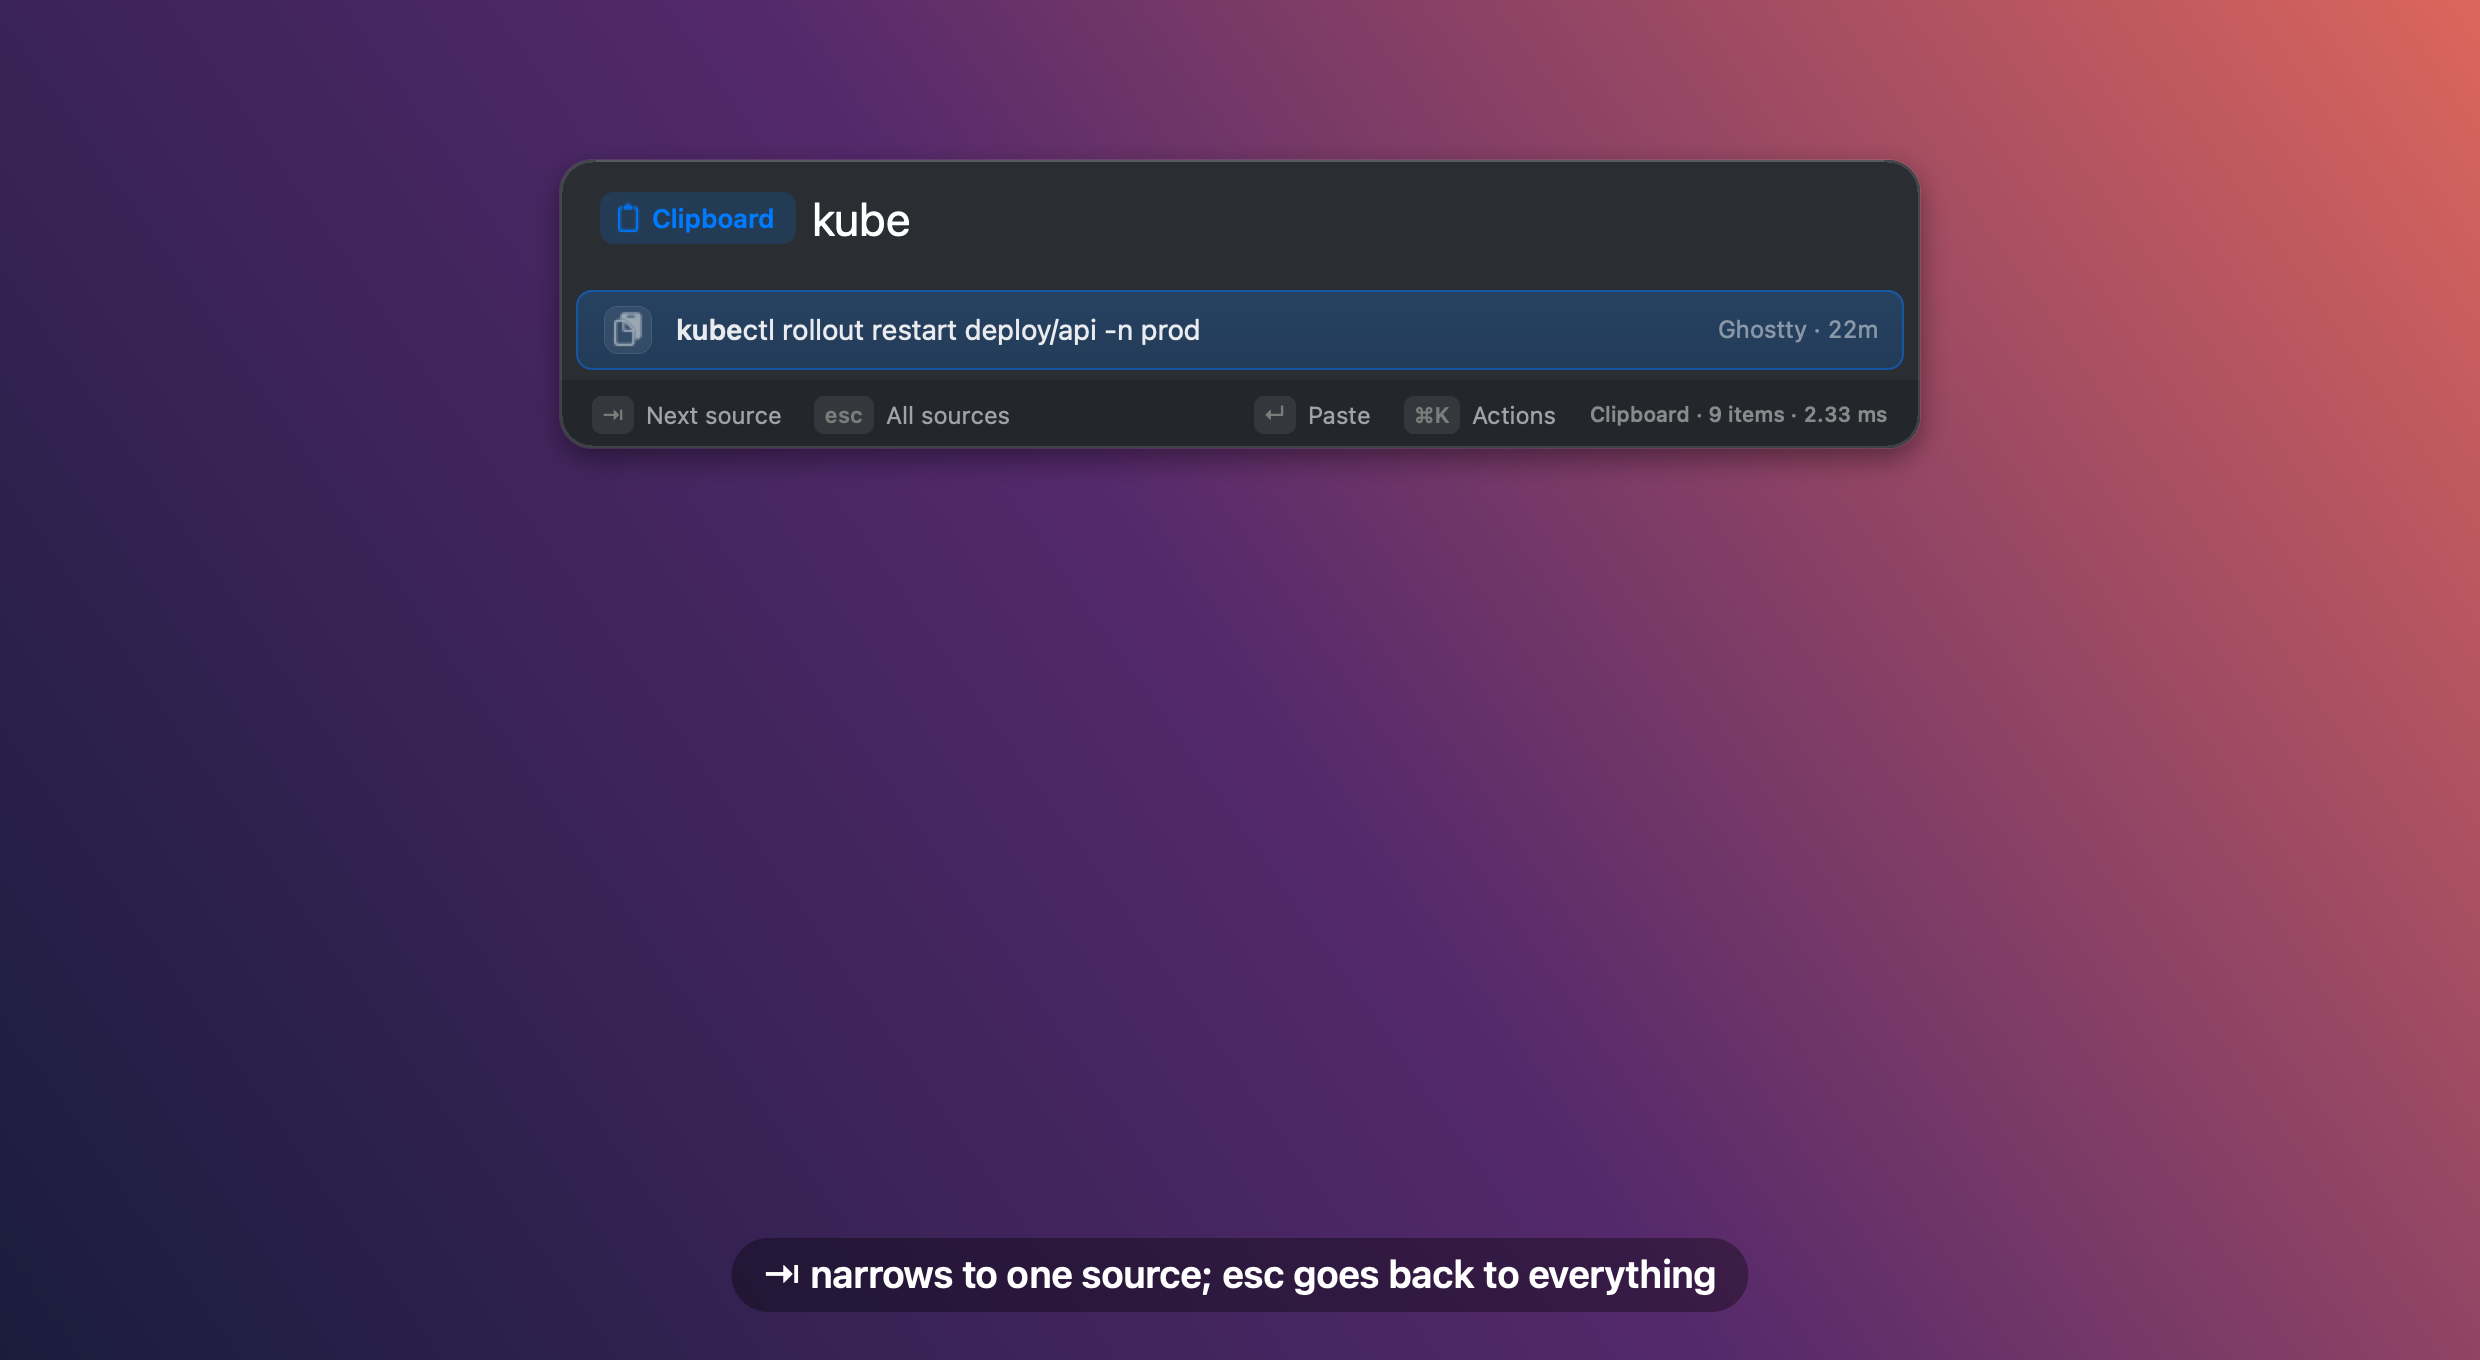 Clipboard kube
kubectl rollout restart deploy/api -n prod Ghostty · 22m
⇥ Next source esc All sources ↵ Paste ⌘K Actions Clipboard · 9 items · 2.33 ms
⇥ narrows to one source; esc goes back to everything